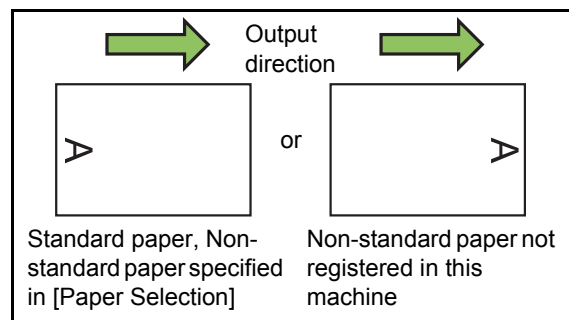 Output
direction
A
or
A
Standard paper, Non-
standard paper specified
in [Paper Selection]
Non-standard paper not
registered in this
machine